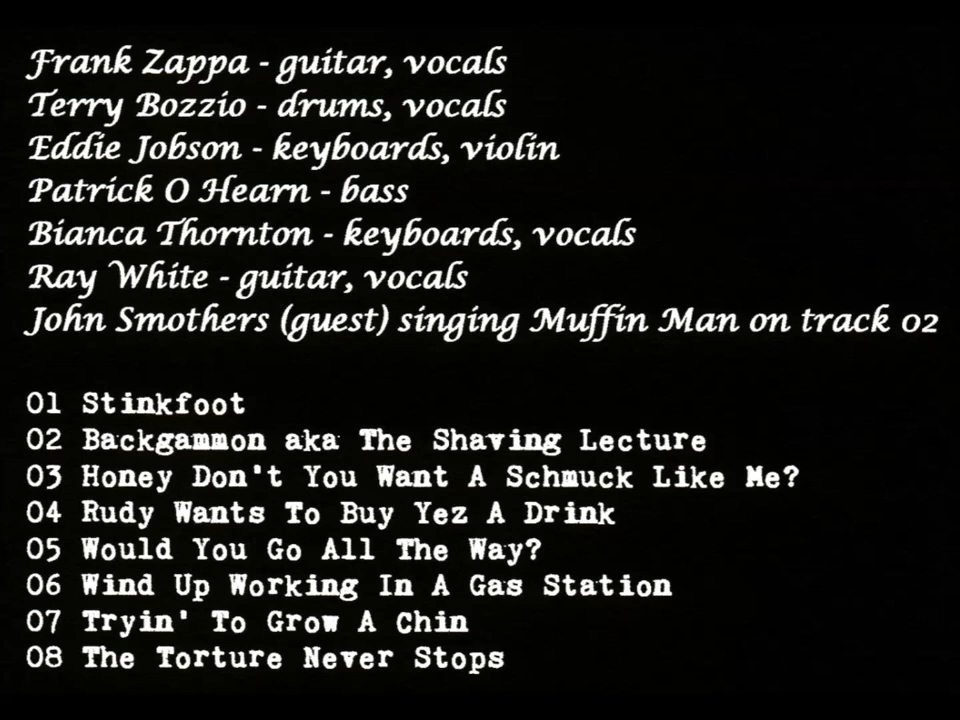 Frank Zappa - guitar, vocals
Terry Bozzio - drums, vocals
Eddie Jobson - keyboards, violin
Patrick O Hearn - bass
Bianca Thornton - keyboards, vocals
Ray White - guitar, vocals
John Smothers (guest) singing Muffin Man on track 02
01 Stinkfoot
02 Backgammon aka The Shaving Lecture
03 Honey Don't You Want A Schmuck Like Me?
04 Rudy Wants To Buy Yez A Drink
05 Would You Go All The Way?
06 Wind Up Working In A Gas Station
07 Tryin' To Grow A Chin
08 The Torture Never Stops